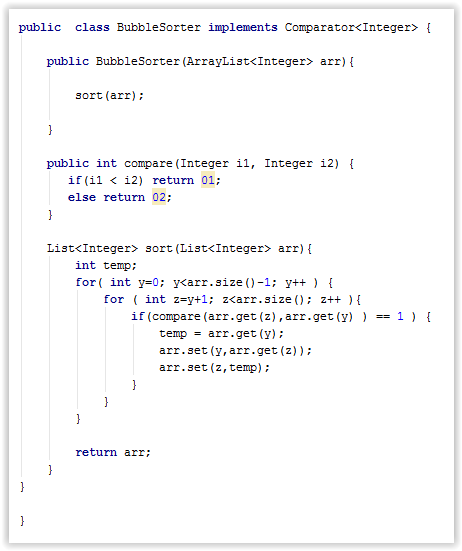 public  class BubbleSorter implements Comparator<Integer> {
public BubbleSorter(ArrayList<Integer> arr){
sort(arr);
}
public int compare(Integer i1, Integer i2) {
if(i1 < i2) return 01;
else return 02;
}
List<Integer> sort(List<Integer> arr){
int temp;
for( int y=0; y<arr.size()-1; y++ ) {
for ( int z=y+1; z<arr.size(); z++ ){
if(compare(arr.get(z),arr.get(y) ) == 1 ) {
temp = arr.get(y);
arr.set(y,arr.get(z));
arr.set(z,temp);
}
}
}
return arr;
}
}
}